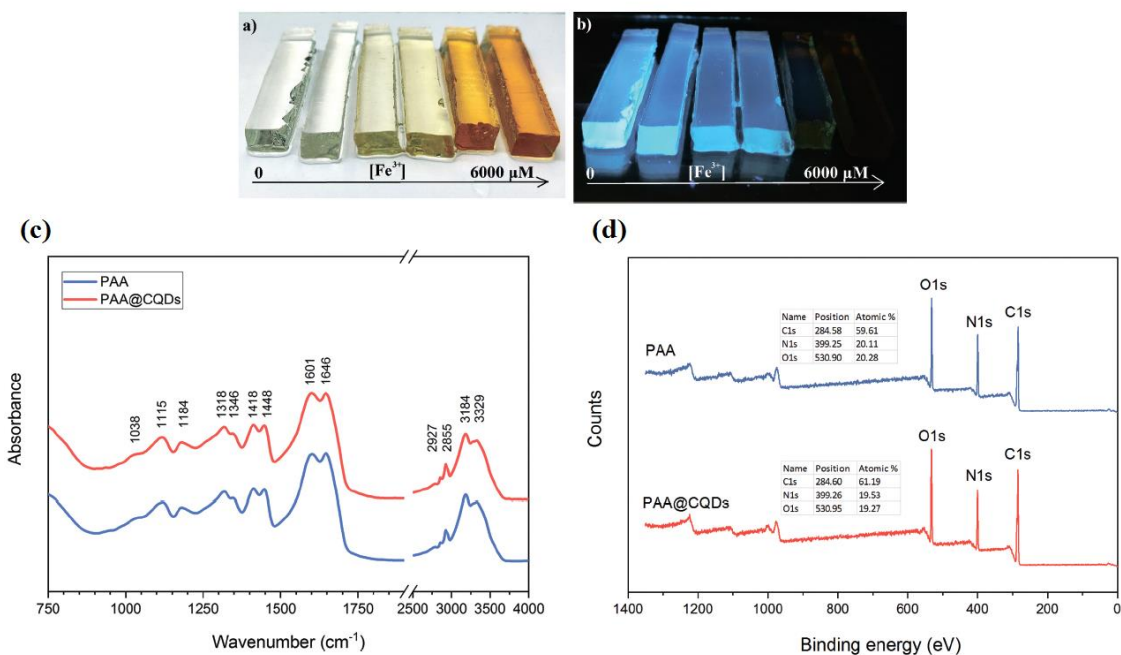 a)
0 [Fe³⁺] 6000 µM
b)
0 [Fe³⁺] 6000 µM
(c)
PAA
PAA@CQDs
1038
1115
1184
1318
1346
1418
1448
1601
1646
2927
2855
3184
3329
Absorbance
750 1000 1250 1500 1750 2500 3000 3500 4000
Wavenumber (cm⁻¹)
(d)
O1s
N1s
C1s
Name Position Atomic %
C1s 284.58 59.61
N1s 399.25 20.11
O1s 530.90 20.28
PAA
O1s
N1s
C1s
Name Position Atomic %
C1s 284.60 61.19
N1s 399.26 19.53
O1s 530.95 19.27
PAA@CQDs
Counts
1400 1200 1000 800 600 400 200 0
Binding energy (eV)